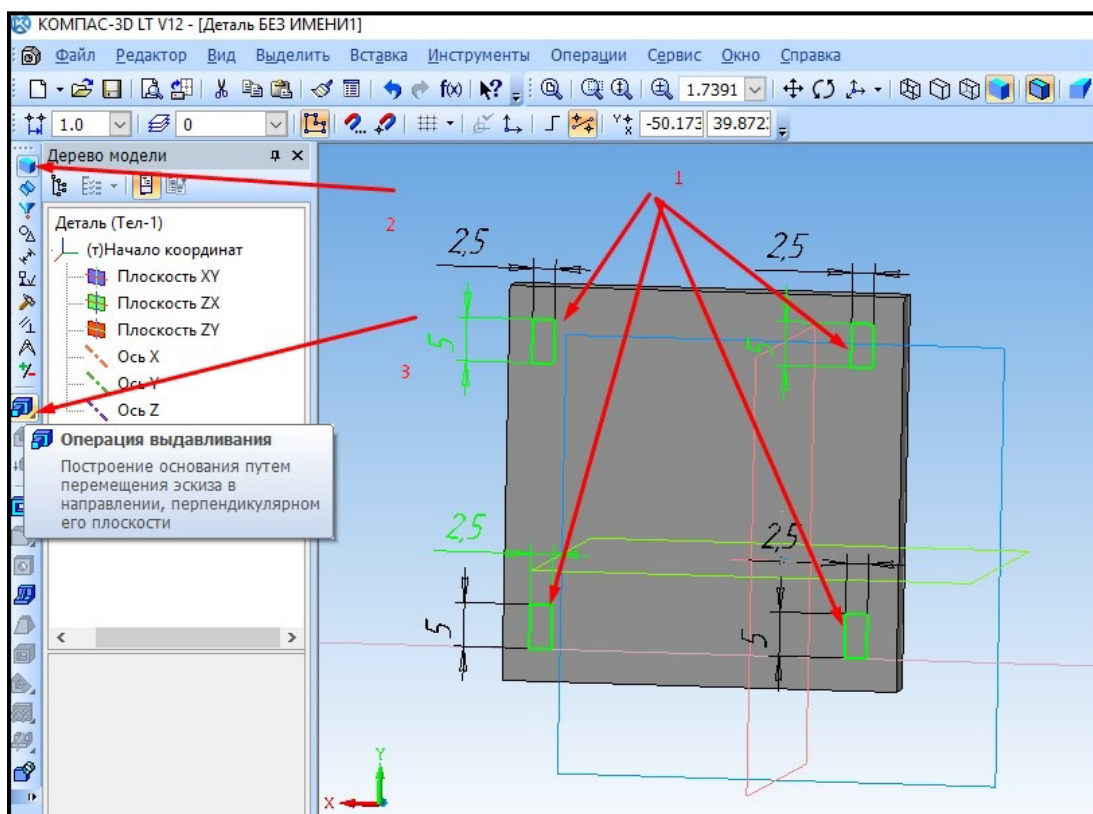 КОМПАС-3D LT V12 - [Деталь БЕЗ ИМЕНИ1]
Файл Редактор Вид Выделить Вставка Инструменты Операции Сервис Окно Справка
f(x) 1.7391
1.0 0 -50.173 39.872
Дерево модели
Деталь (Тел-1)
(т)Начало координат
Плоскость XY
Плоскость ZX
Плоскость ZY
Ось X
Ось Y
Ось Z
Операция выдавливания
Построение основания путем
перемещения эскиза в
направлении, перпендикулярном
его плоскости
1
2
3
2,5
2,5
5
5
2,5
2,5
5
5
Y
X